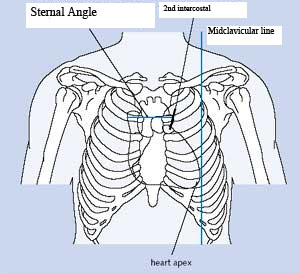 Sternal Angle
2nd intercostal
Midclavicular line
heart apex